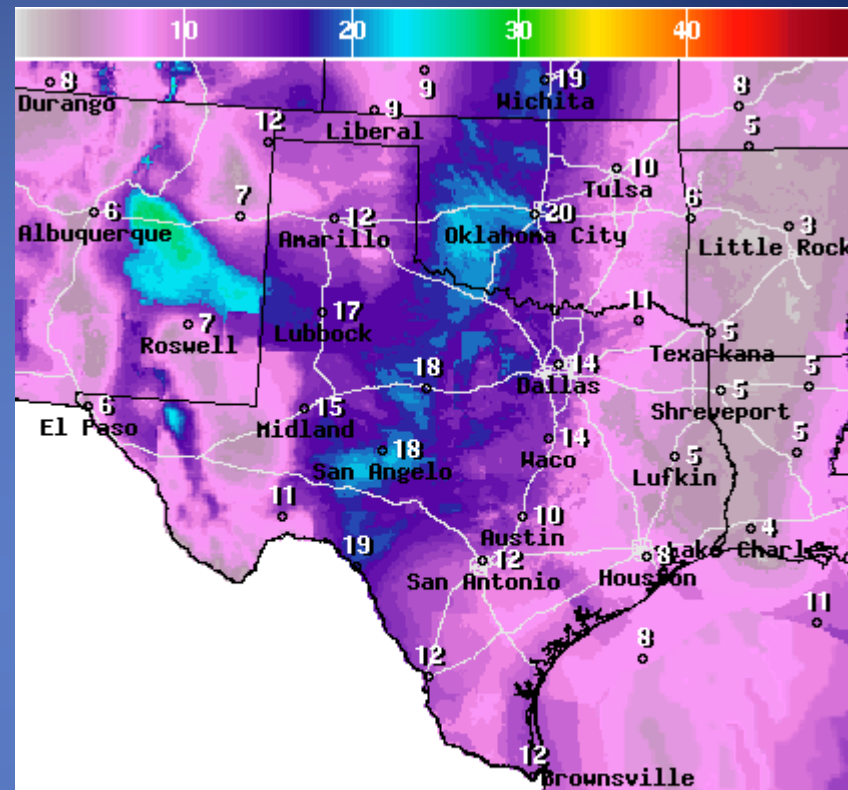 10 20 30 40
8 9 19 8
Durango Wichita
9
Liberal
12 5
10
Tulsa
6 7 12 20 6 3
Albuquerque Amarillo Oklahoma City Little Rock
7 17 11 5
Roswell Lubbock Texarkana
18 14 5
Dallas
6 15 5
El Paso Midland Shreveport
18 14 5 5
San Angelo Waco Lufkin
11 10 4
Austin
19 12 8 Lake Charle
San Antonio Houston
11
12 8
12
Brownsville